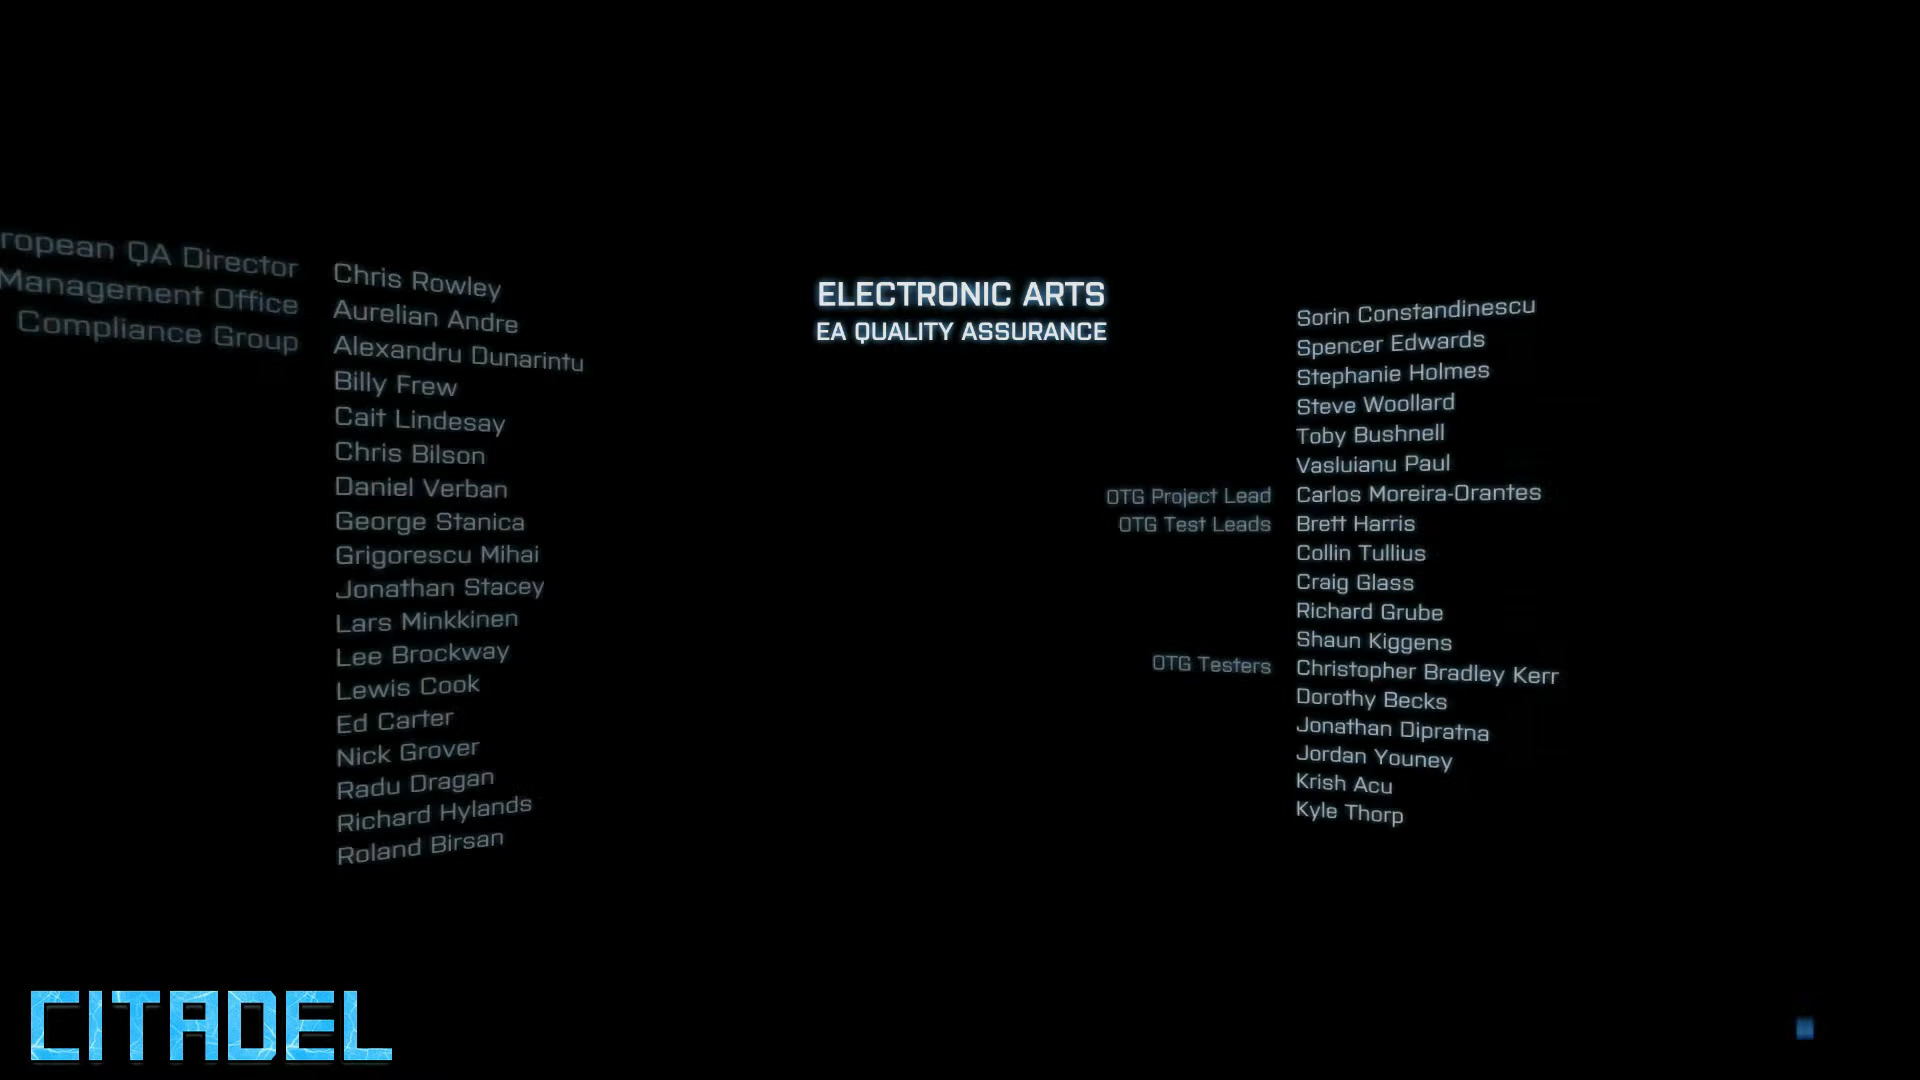 ropean QA Director Chris Rowley
Management Office Aurelian Andre
Compliance Group Alexandru Dunarintu
Billy Frew
Cait Lindesay
Chris Bilson
Daniel Verban
George Stanica
Grigorescu Mihai
Jonathan Stacey
Lars Minkkinen
Lee Brockway
Lewis Cook
Ed Carter
Nick Grover
Radu Dragan
Richard Hylands
Roland Birsan
ELECTRONIC ARTS
EA QUALITY ASSURANCE
Sorin Constandinescu
Spencer Edwards
Stephanie Holmes
Steve Woollard
Toby Bushnell
Vasluianu Paul
OTG Project Lead Carlos Moreira-Orantes
OTG Test Leads Brett Harris
Collin Tullius
Craig Glass
Richard Grube
Shaun Kiggens
OTG Testers Christopher Bradley Kerr
Dorothy Becks
Jonathan Dipratna
Jordan Youney
Krish Acu
Kyle Thorp
CITADEL